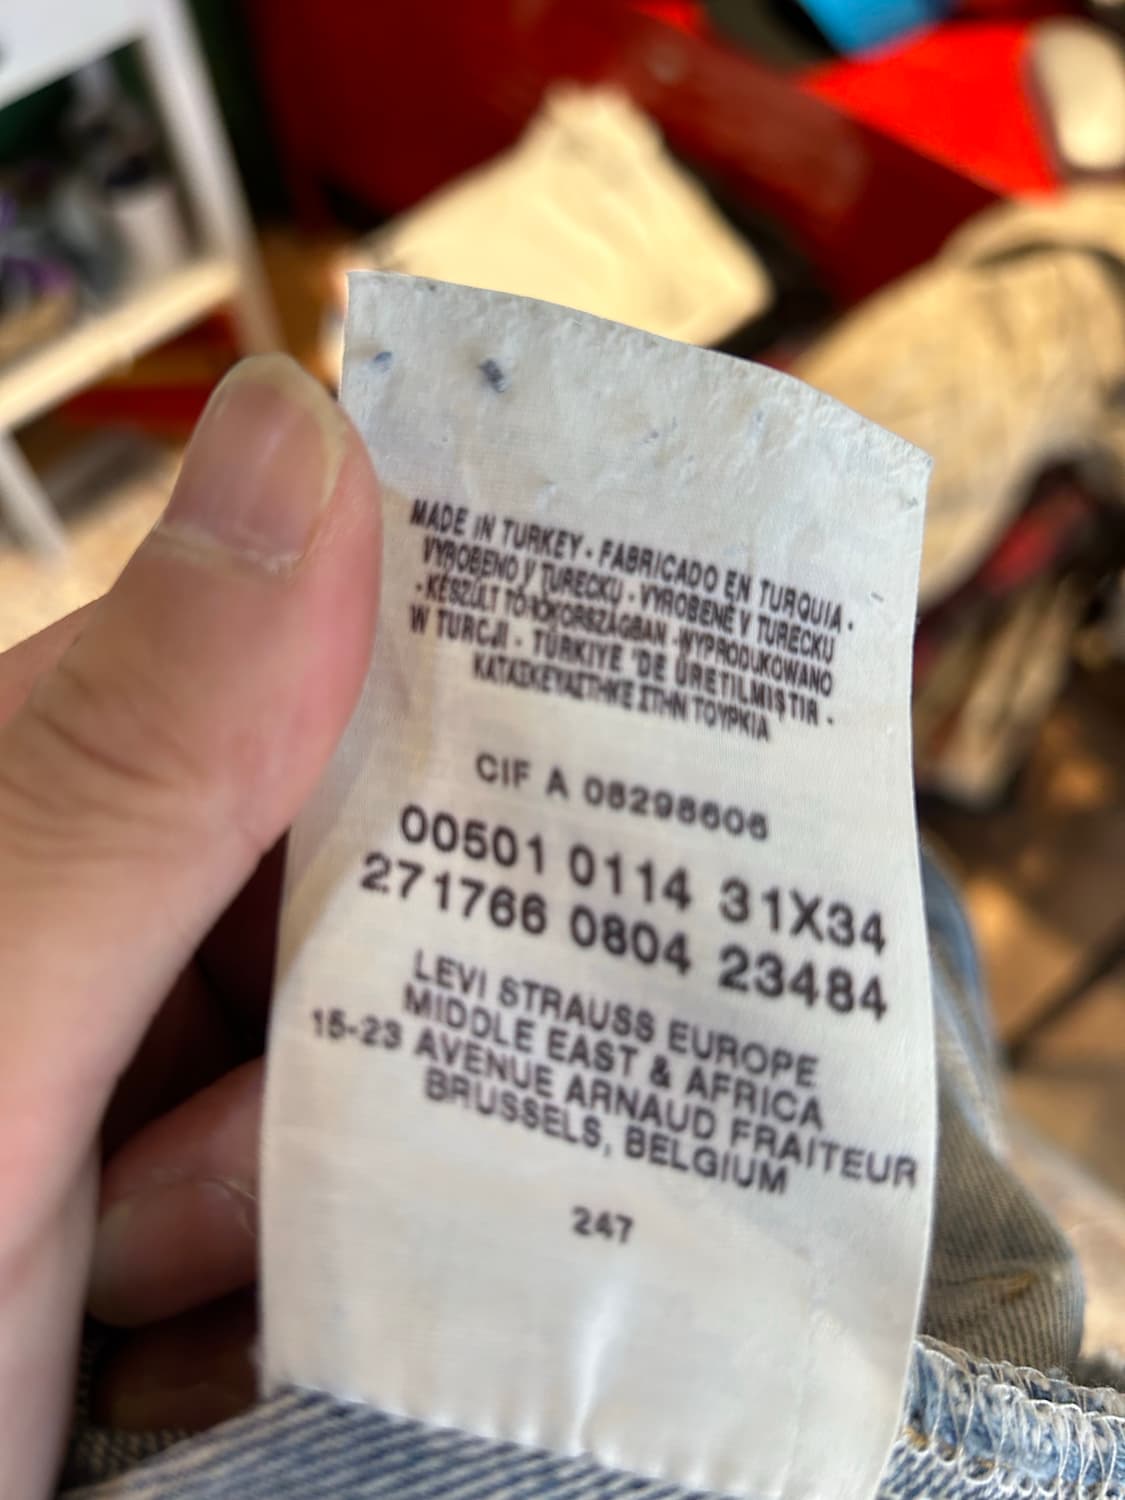 MADE IN TURKEY - FABRICADO EN TURQUIA -
VYROBENO V TURECKU - VYROBENÉ V TURECKU
- KÉSZÜLT TÖRÖKORSZÁGBAN - WYPRODUKOWANO
W TURCJI - TÜRKIYE 'DE ÜRETILMIŞTIR -
ΚΑΤΑΣΚΕΥΑΣΤΗΚΕ ΣΤΗΝ ΤΟΥΡΚΙΑ
CIF A 08298606
00501 0114 31X34
271766 0804 23484
LEVI STRAUSS EUROPE
MIDDLE EAST & AFRICA
15-23 AVENUE ARNAUD FRAITEUR
BRUSSELS, BELGIUM
247